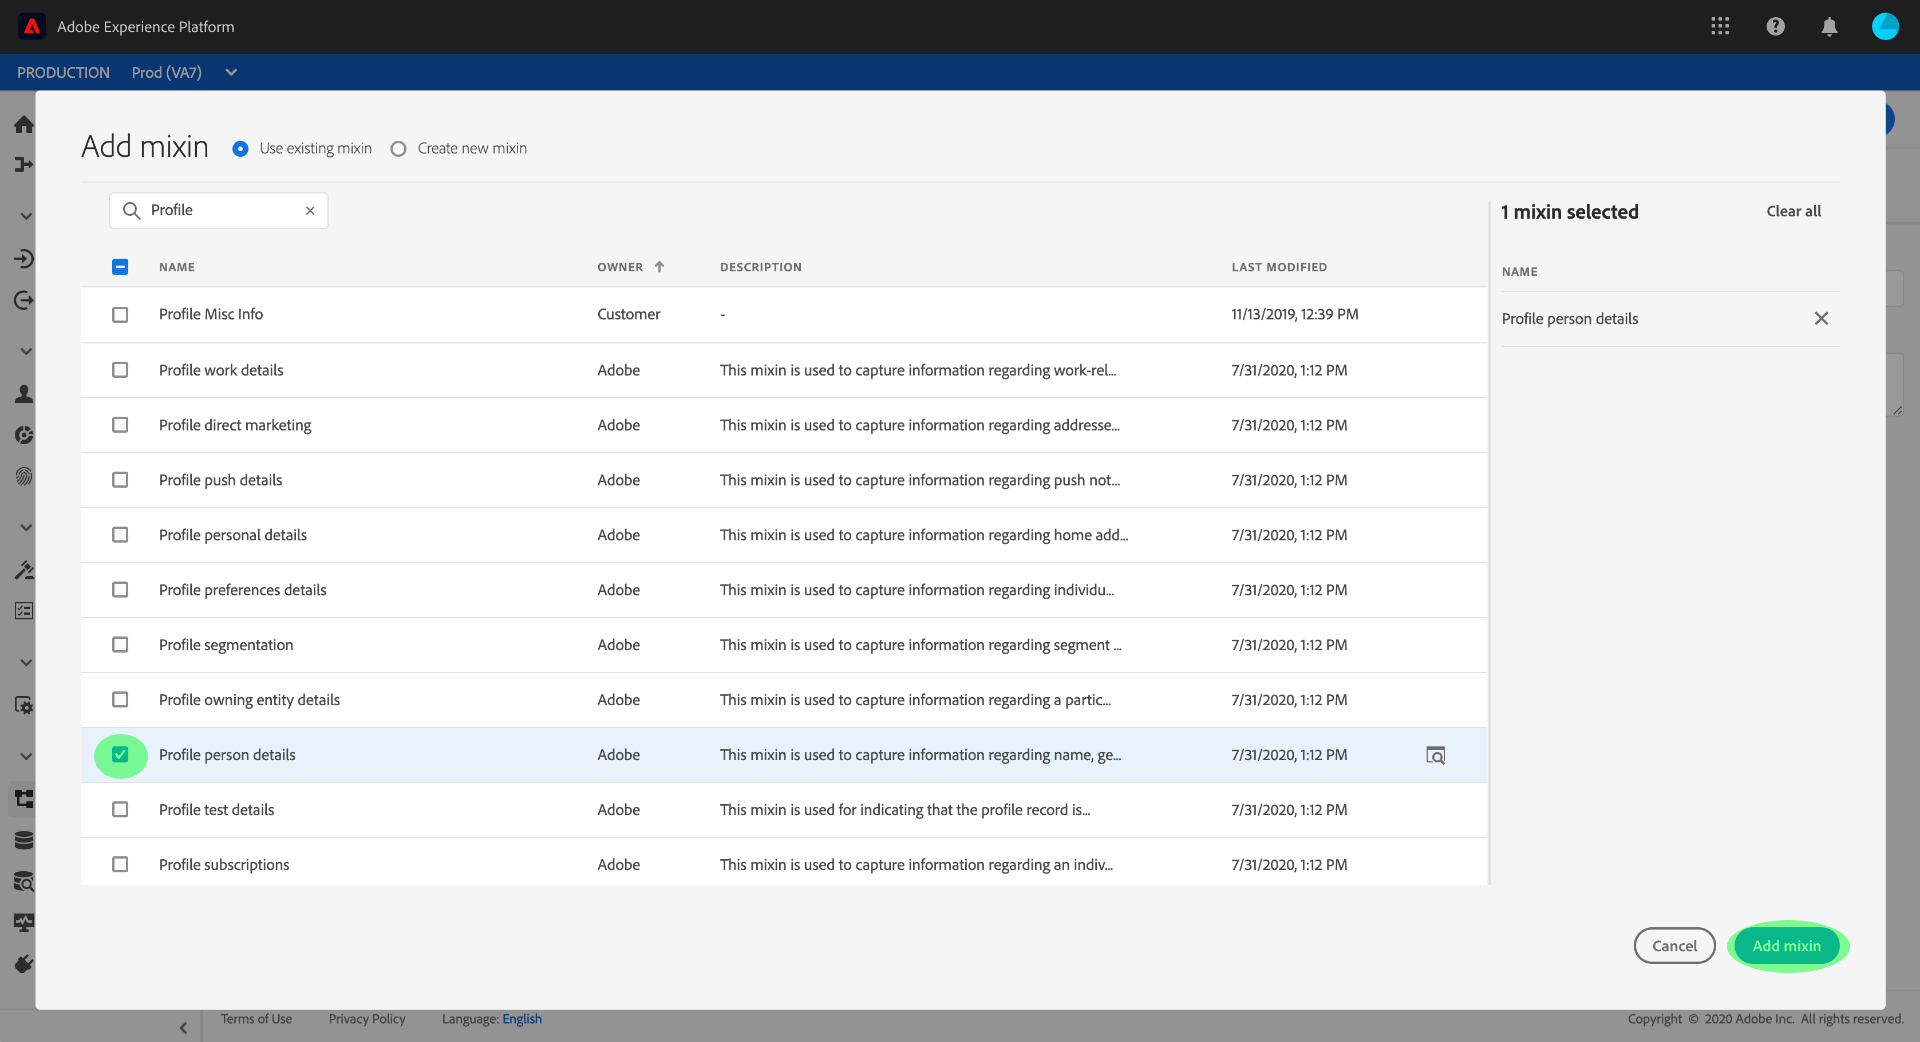 Adobe Experience Platform
PRODUCTION Prod (VA7)
Add mixin Use existing mixin Create new mixin
Profile
1 mixin selected Clear all
NAME OWNER DESCRIPTION LAST MODIFIED
NAME
Profile Misc Info Customer - 11/13/2019, 12:39 PM
Profile person details
Profile work details Adobe This mixin is used to capture information regarding work-rel... 7/31/2020, 1:12 PM
Profile direct marketing Adobe This mixin is used to capture information regarding addresse... 7/31/2020, 1:12 PM
Profile push details Adobe This mixin is used to capture information regarding push not... 7/31/2020, 1:12 PM
Profile personal details Adobe This mixin is used to capture information regarding home add... 7/31/2020, 1:12 PM
Profile preferences details Adobe This mixin is used to capture information regarding individu... 7/31/2020, 1:12 PM
Profile segmentation Adobe This mixin is used to capture information regarding segment ... 7/31/2020, 1:12 PM
Profile owning entity details Adobe This mixin is used to capture information regarding a partic... 7/31/2020, 1:12 PM
Profile person details Adobe This mixin is used to capture information regarding name, ge... 7/31/2020, 1:12 PM
Profile test details Adobe This mixin is used for indicating that the profile record is... 7/31/2020, 1:12 PM
Profile subscriptions Adobe This mixin is used to capture information regarding an indiv... 7/31/2020, 1:12 PM
Cancel Add mixin
Terms of Use Privacy Policy Language: English Copyright © 2020 Adobe Inc. All rights reserved.